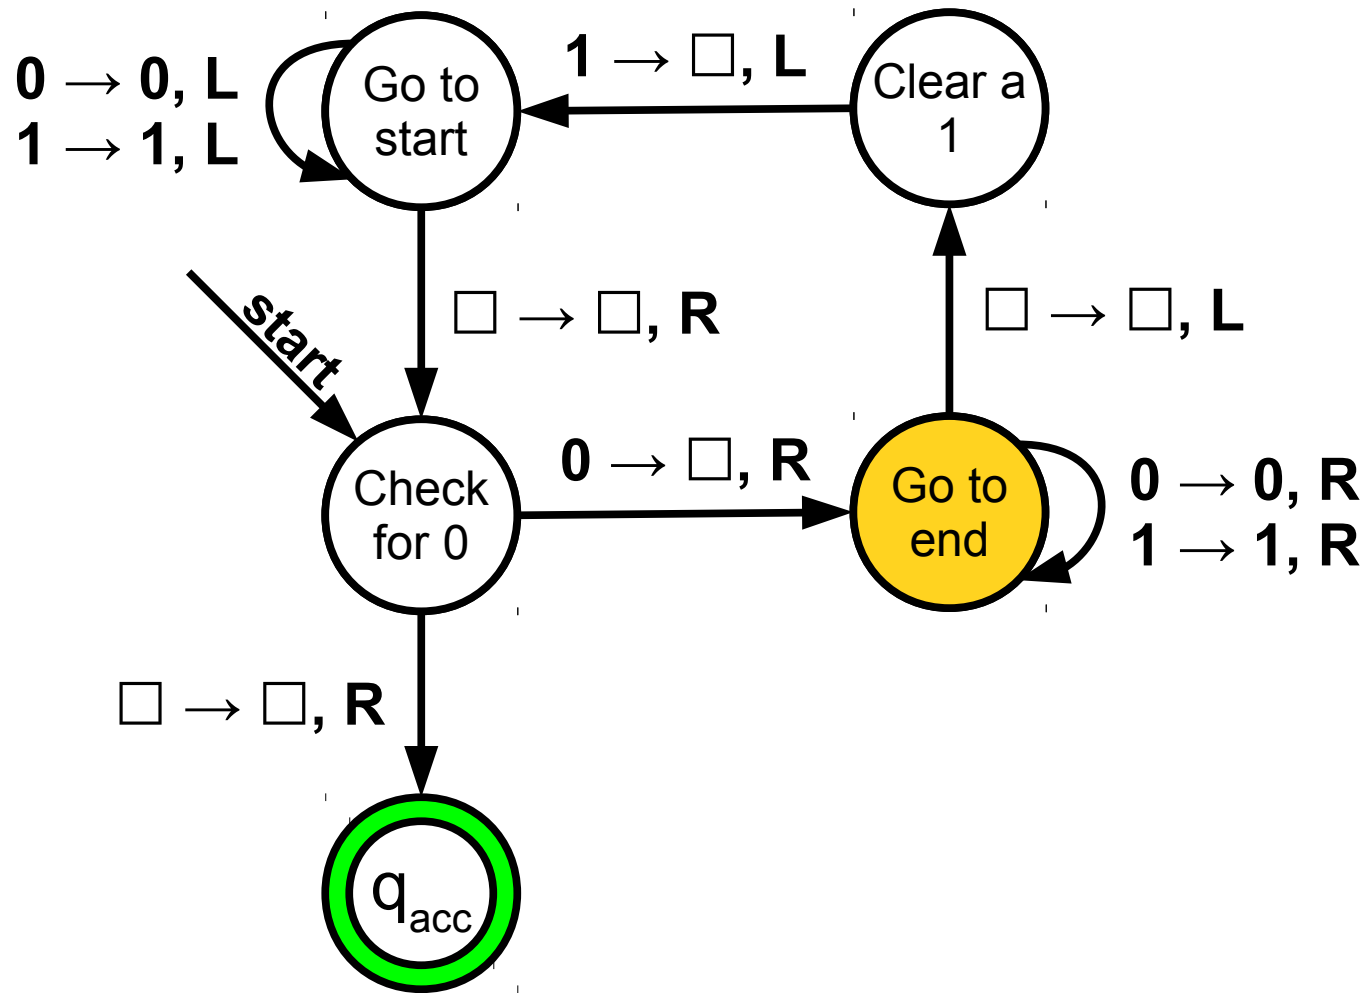 0 → 0, L
1 → 1, L
Go to
start
1 → □, L
Clear a
1
start
□ → □, R
□ → □, L
Check
for 0
0 → □, R
Go to
end
0 → 0, R
1 → 1, R
□ → □, R
qacc